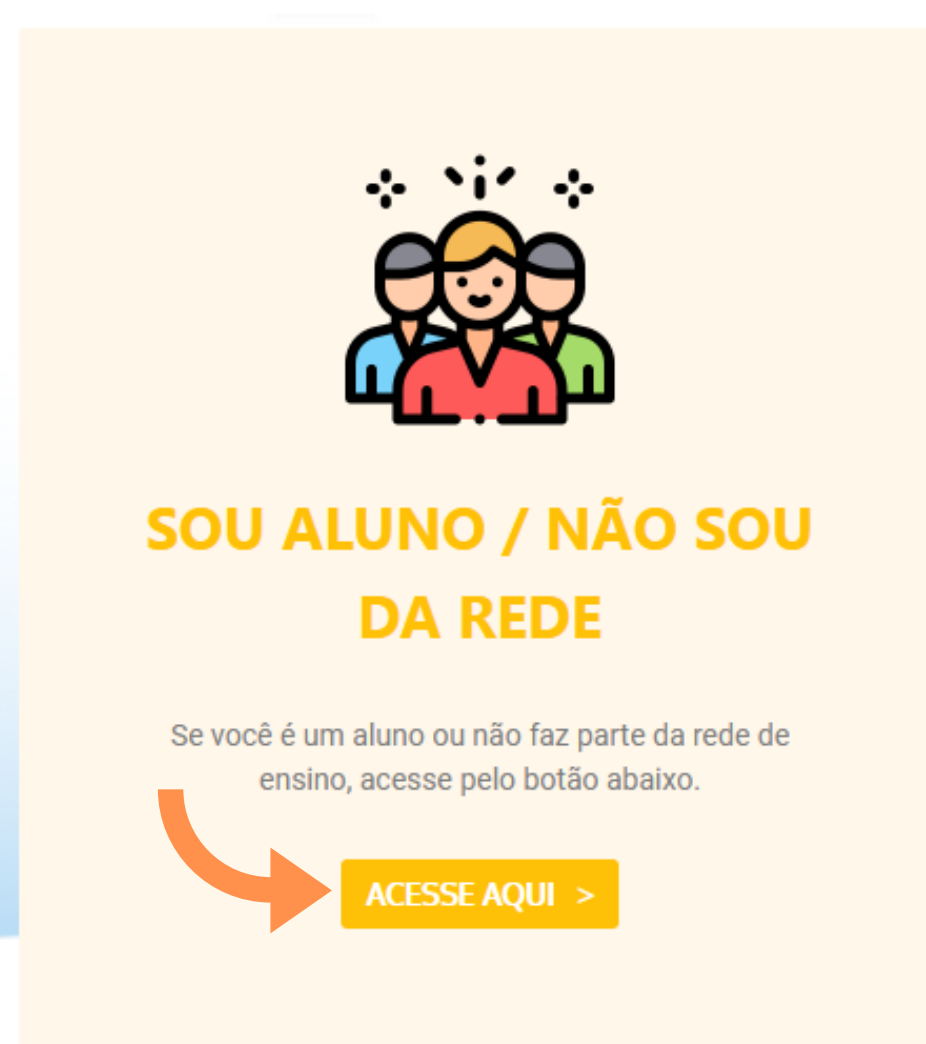 SOU ALUNO / NÃO SOU
DA REDE
Se você é um aluno ou não faz parte da rede de
ensino, acesse pelo botão abaixo.
ACESSE AQUI >